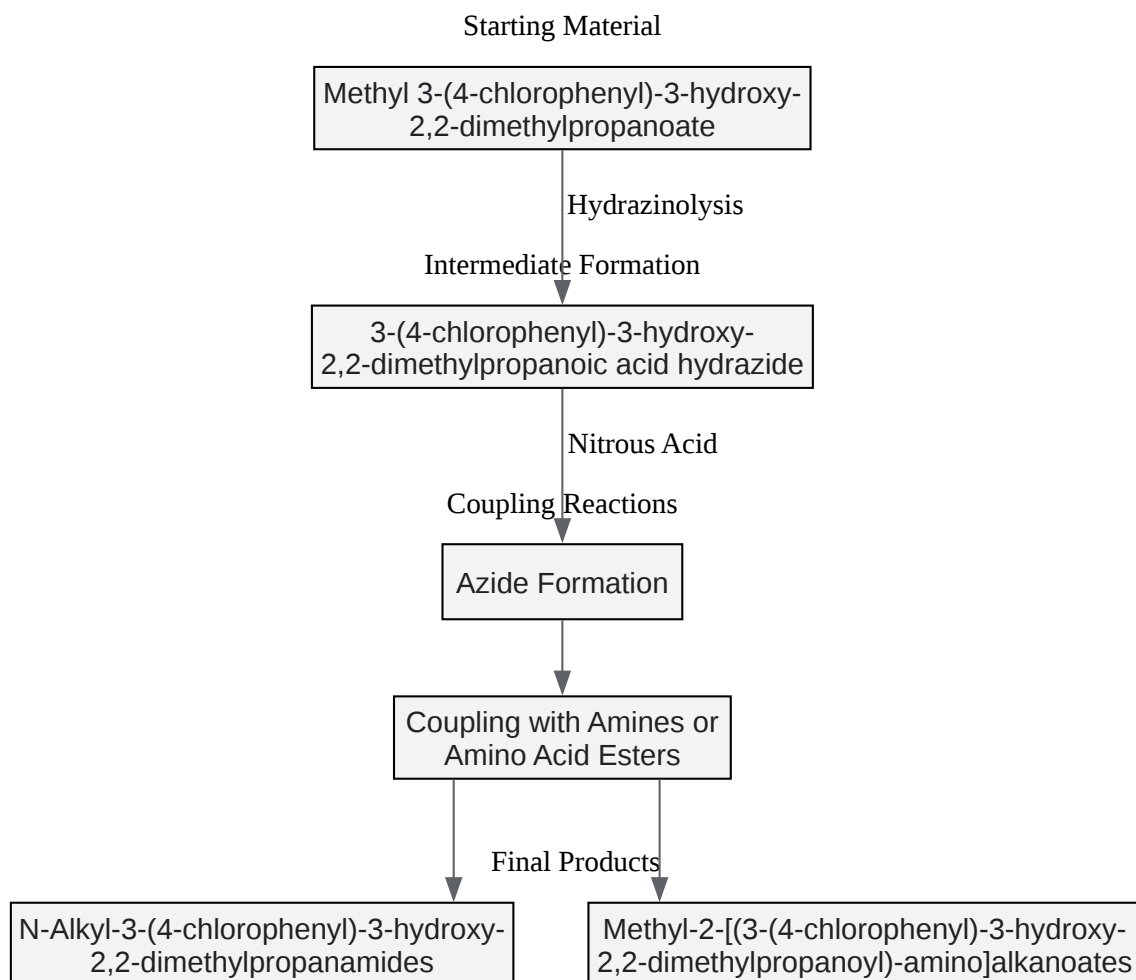 Starting Material
Methyl 3-(4-chlorophenyl)-3-hydroxy-
2,2-dimethylpropanoate
Hydrazinolysis
Intermediate Formation
3-(4-chlorophenyl)-3-hydroxy-
2,2-dimethylpropanoic acid hydrazide
Nitrous Acid
Coupling Reactions
Azide Formation
Coupling with Amines or
Amino Acid Esters
Final Products
N-Alkyl-3-(4-chlorophenyl)-3-hydroxy-
2,2-dimethylpropanamides
Methyl-2-[(3-(4-chlorophenyl)-3-hydroxy-
2,2-dimethylpropanoyl)-amino]alkanoates